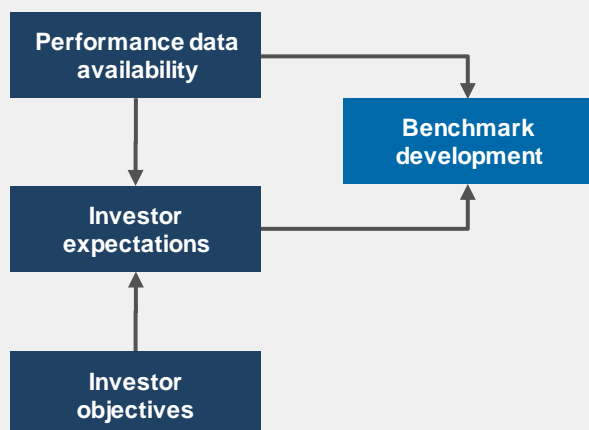 Performance data
availability
Benchmark
development
Investor
expectations
Investor
objectives